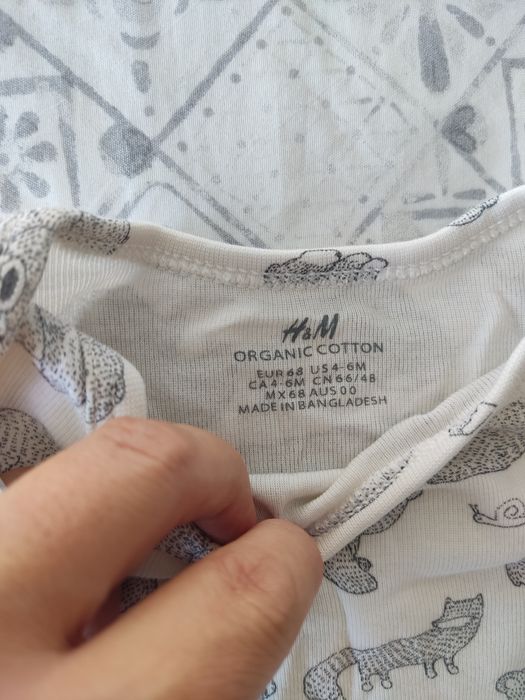 H&M
ORGANIC COTTON
EUR 68 US 4-6M
CA 4-6M CN 66/48
MX 68 AUS 00
MADE IN BANGLADESH